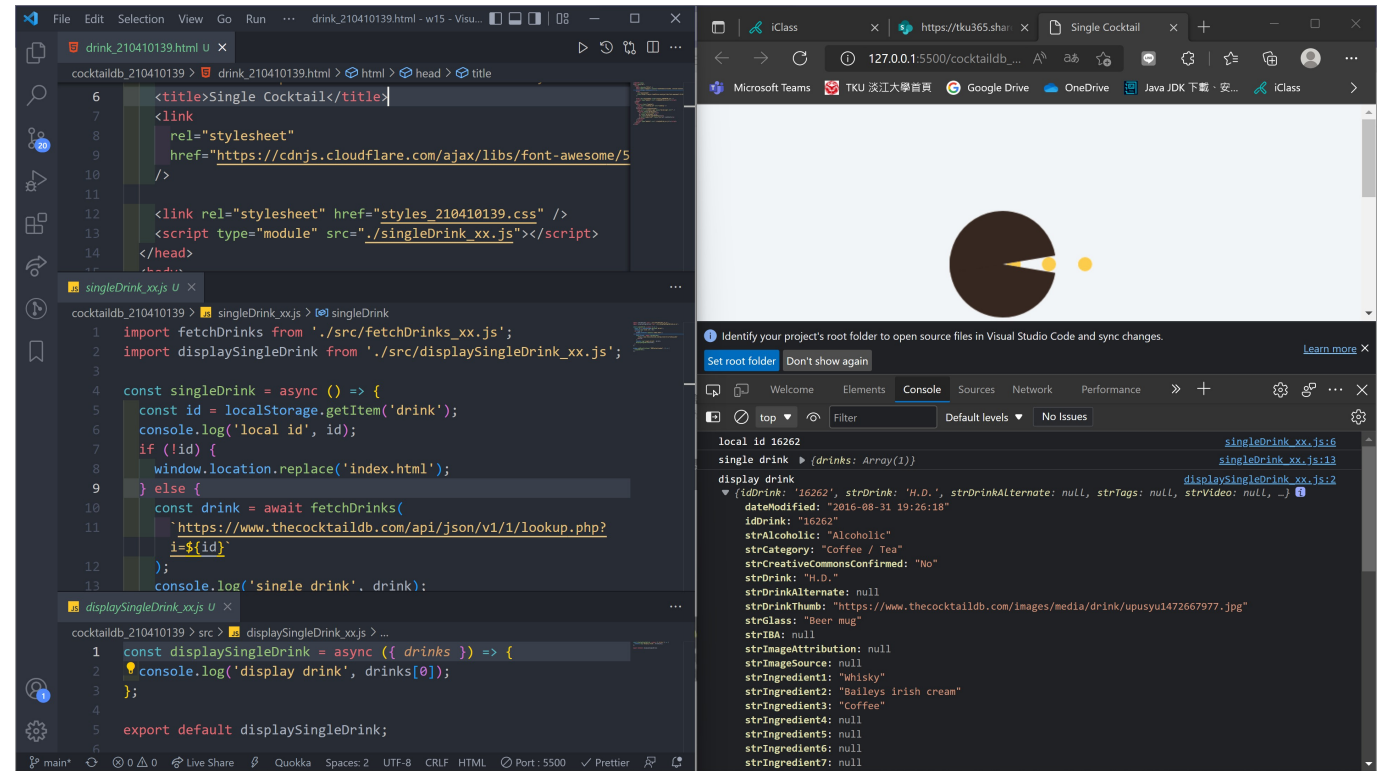 File Edit Selection View Go Run ··· drink_210410139.html - w15 - Visu...
drink_210410139.html U
cocktaildb_210410139 > drink_210410139.html > html > head > title
6 <title>Single Cocktail</title>
7 <link
8 rel="stylesheet"
9 href="https://cdnjs.cloudflare.com/ajax/libs/font-awesome/5
10 />
11
12 <link rel="stylesheet" href="styles_210410139.css" />
13 <script type="module" src="./singleDrink_xx.js"></script>
14 </head>
15 <body>
singleDrink_xx.js U
cocktaildb_210410139 > singleDrink_xx.js > singleDrink
1 import fetchDrinks from './src/fetchDrinks_xx.js';
2 import displaySingleDrink from './src/displaySingleDrink_xx.js';
3
4 const singleDrink = async () => {
5 const id = localStorage.getItem('drink');
6 console.log('local id', id);
7 if (!id) {
8 window.location.replace('index.html');
9 } else {
10 const drink = await fetchDrinks(
11 `https://www.thecocktaildb.com/api/json/v1/1/lookup.php?
i=${id}`
12 );
13 console.log('single drink', drink);
displaySingleDrink_xx.js U
cocktaildb_210410139 > src > displaySingleDrink_xx.js > ...
1 const displaySingleDrink = async ({ drinks }) => {
2 console.log('display drink', drinks[0]);
3 };
4
5 export default displaySingleDrink;
6
20
1
main* 0 0 Live Share Quokka Spaces: 2 UTF-8 CRLF HTML Port : 5500 Prettier
iClass
https://tku365.shar
Single Cocktail
127.0.0.1:5500/cocktaildb_...
Microsoft Teams TKU 淡江大學首頁 Google Drive OneDrive Java JDK 下載、安... iClass
Identify your project's root folder to open source files in Visual Studio Code and sync changes.
Learn more
Set root folder Don't show again
Welcome Elements Console Sources Network Performance
top Filter Default levels No Issues
local id 16262 singleDrink_xx.js:6
single drink {drinks: Array(1)} singleDrink_xx.js:13
display drink displaySingleDrink_xx.js:2
{idDrink: '16262', strDrink: 'H.D.', strDrinkAlternate: null, strTags: null, strVideo: null, …}
dateModified: "2016-08-31 19:26:18"
idDrink: "16262"
strAlcoholic: "Alcoholic"
strCategory: "Coffee / Tea"
strCreativeCommonsConfirmed: "No"
strDrink: "H.D."
strDrinkAlternate: null
strDrinkThumb: "https://www.thecocktaildb.com/images/media/drink/upusyu1472667977.jpg"
strGlass: "Beer mug"
strIBA: null
strImageAttribution: null
strImageSource: null
strIngredient1: "Whisky"
strIngredient2: "Baileys irish cream"
strIngredient3: "Coffee"
strIngredient4: null
strIngredient5: null
strIngredient6: null
strIngredient7: null